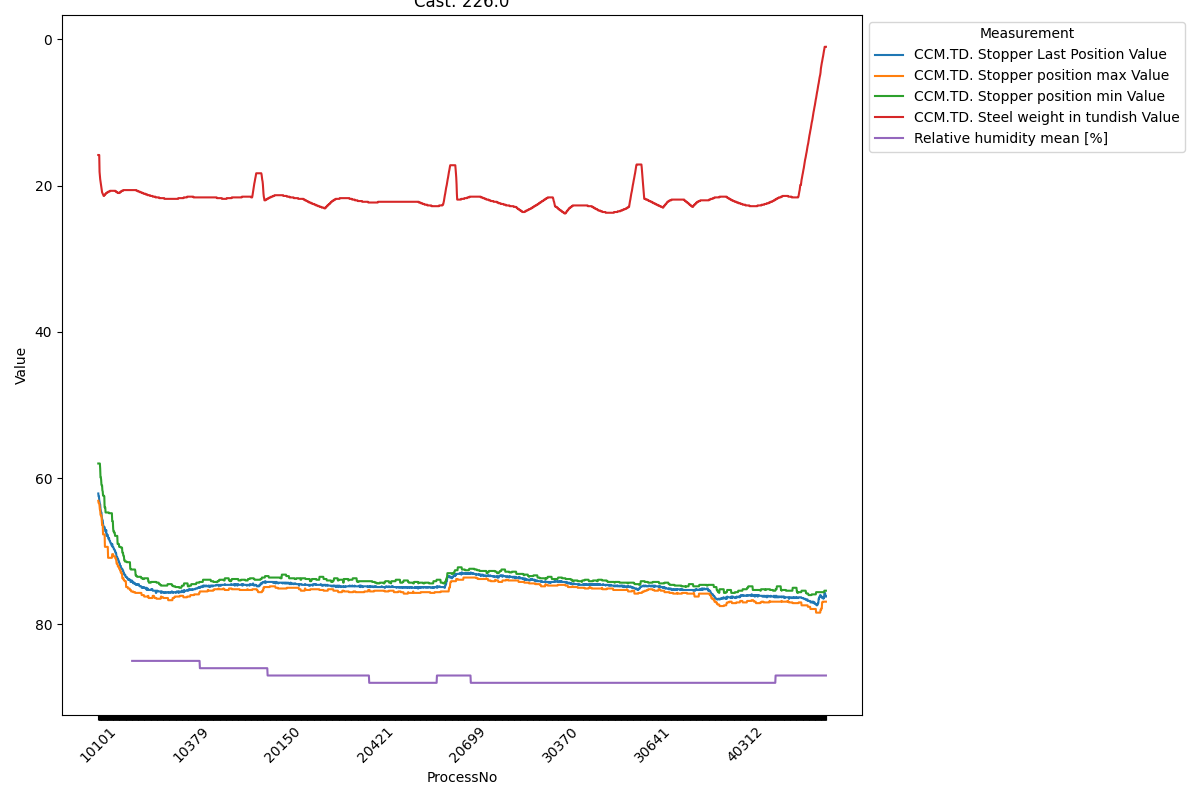 Cast: 226.0
Measurement
CCM.TD. Stopper Last Position Value
CCM.TD. Stopper position max Value
CCM.TD. Stopper position min Value
CCM.TD. Steel weight in tundish Value
Relative humidity mean [%]
Value
0
20
40
60
80
10101
10379
20150
20421
20699
30370
30641
40312
ProcessNo